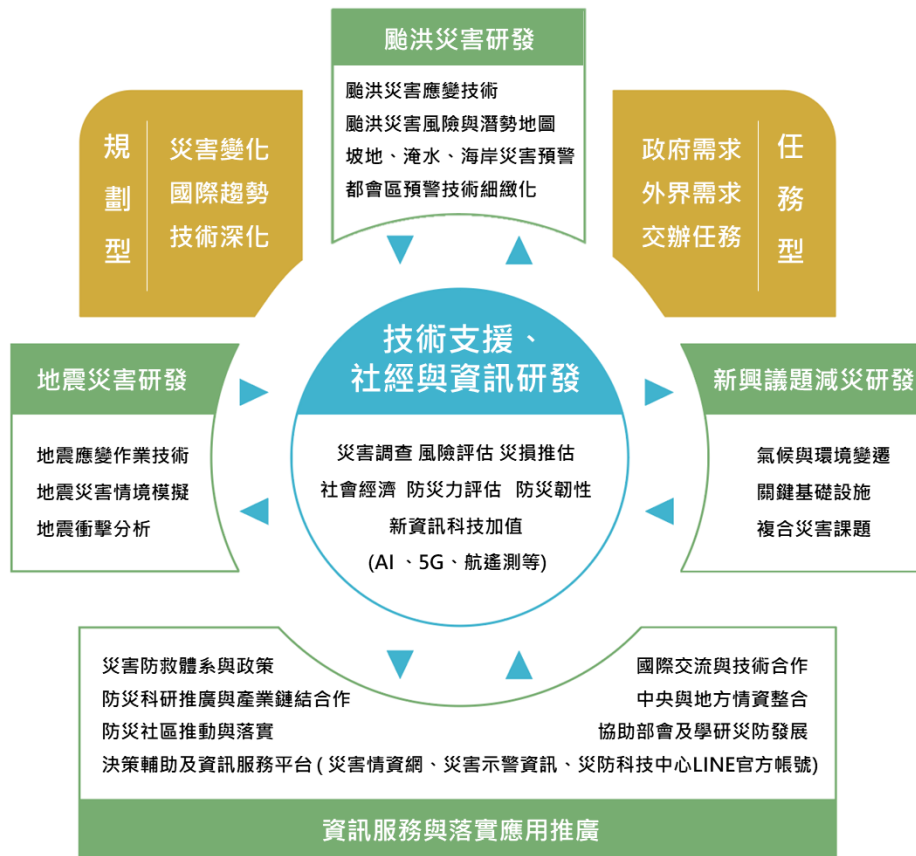 颱洪災害研發
颱洪災害應變技術
颱洪災害風險與潛勢地圖
坡地、淹水、海岸災害預警
都會區預警技術細緻化
規劃型
災害變化
國際趨勢
技術深化
政府需求
外界需求
交辦任務
任務型
技術支援、
社經與資訊研發
災害調查 風險評估 災損推估
社會經濟 防災力評估 防災韌性
新資訊科技加值
(AI 、5G、航遙測等)
地震災害研發
地震應變作業技術
地震災害情境模擬
地震衝擊分析
新興議題減災研發
氣候與環境變遷
關鍵基礎設施
複合災害課題
災害防救體系與政策
防災科研推廣與產業鏈結合作
防災社區推動與落實
國際交流與技術合作
中央與地方情資整合
協助部會及學研災防發展
決策輔助及資訊服務平台 ( 災害情資網、災害示警資訊、災防科技中心LINE官方帳號)
資訊服務與落實應用推廣